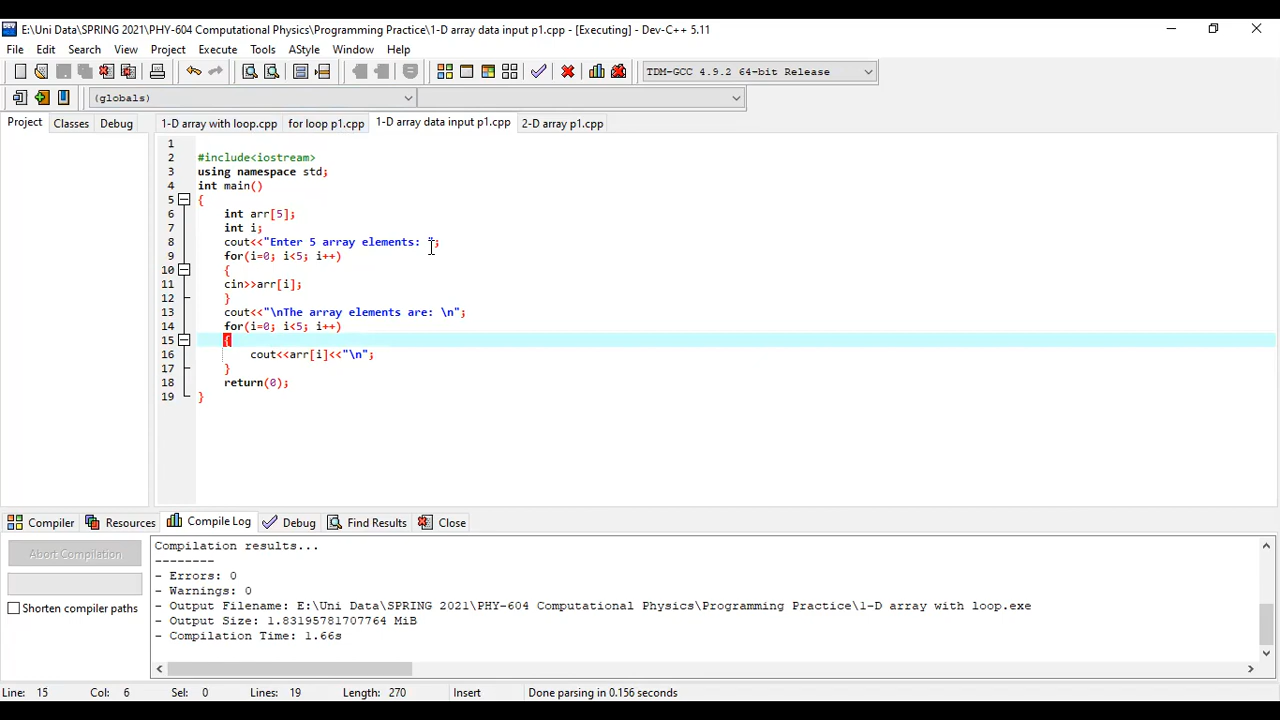 E:\Uni Data\SPRING 2021\PHY-604 Computational Physics\Programming Practice\1-D array data input p1.cpp - [Executing] - Dev-C++ 5.11
File Edit Search View Project Execute Tools AStyle Window Help
TDM-GCC 4.9.2 64-bit Release
(globals)
Project Classes Debug 1-D array with loop.cpp for loop p1.cpp 1-D array data input p1.cpp 2-D array p1.cpp
1
2 #include<iostream>
3 using namespace std;
4 int main()
5 {
6 int arr[5];
7 int i;
8 cout<<"Enter 5 array elements: ";
9 for(i=0; i<5; i++)
10 {
11 cin>>arr[i];
12 }
13 cout<<"\nThe array elements are: \n";
14 for(i=0; i<5; i++)
15 {
16 cout<<arr[i]<<"\n";
17 }
18 return(0);
19 }
Compiler Resources Compile Log Debug Find Results Close
Abort Compilation
Shorten compiler paths
Compilation results...
--------
- Errors: 0
- Warnings: 0
- Output Filename: E:\Uni Data\SPRING 2021\PHY-604 Computational Physics\Programming Practice\1-D array with loop.exe
- Output Size: 1.83195781707764 MiB
- Compilation Time: 1.66s
Line: 15 Col: 6 Sel: 0 Lines: 19 Length: 270 Insert Done parsing in 0.156 seconds